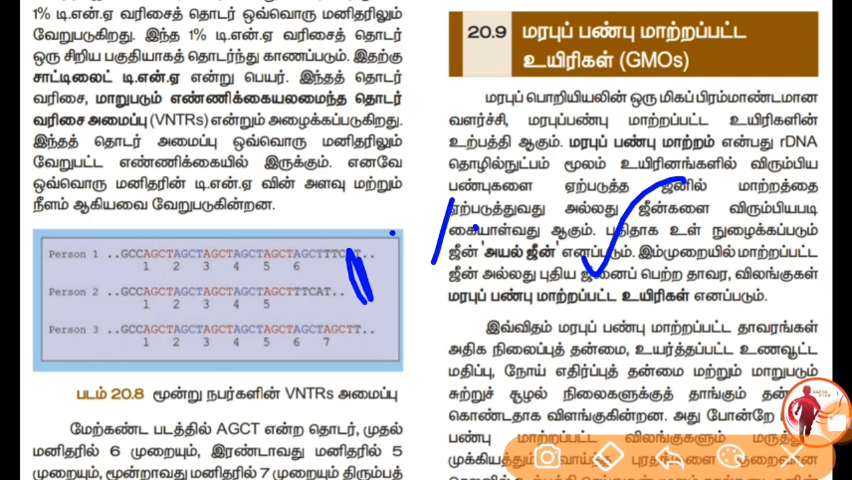 1% டி.என்.ஏ வரிசைத் தொடர் ஒவ்வொரு மனிதரிலும்
வேறுபடுகிறது. இந்த 1% டி.என்.ஏ வரிசைத் தொடர்
ஒரு சிறிய பகுதியாகத் தொடர்ந்து காணப்படும். இதற்கு
சாட்டிலைட் டி.என்.ஏ என்று பெயர். இந்தத் தொடர்
வரிசை, மாறுபடும் எண்ணிக்கையலமைந்த தொடர்
வரிசை அமைப்பு (VNTRs) என்றும் அழைக்கப்படுகிறது.
இந்தத் தொடர் அமைப்பு ஒவ்வொரு மனிதரிலும்
வேறுபட்ட எண்ணிக்கையில் இருக்கும். எனவே
ஒவ்வொரு மனிதரின் டி.என்.ஏ வின் அளவு மற்றும்
நீளம் ஆகியவை வேறுபடுகின்றன.
Person 1 ..GCCAGCTAGCTAGCTAGCTAGCTAGCTTTCAT..
1 2 3 4 5 6
Person 2 ..GCCAGCTAGCTAGCTAGCTAGCTTTCAT..
1 2 3 4 5
Person 3 ..GCCAGCTAGCTAGCTAGCTAGCTAGCTAGCTT..
1 2 3 4 5 6 7
படம் 20.8 மூன்று நபர்களின் VNTRs அமைப்பு
மேற்கண்ட படத்தில் AGCT என்ற தொடர், முதல்
மனிதரில் 6 முறையும், இரண்டாவது மனிதரில் 5
முறையும், மூன்றாவது மனிதரில் 7 முறையும் திரும்பத்
20.9 மரபுப் பண்பு மாற்றப்பட்ட
உயிரிகள் (GMOs)
மரபுப் பொறியியலின் ஒரு மிகப் பிரம்மாண்டமான
வளர்ச்சி, மரபுப்பண்பு மாற்றப்பட்ட உயிரிகளின்
உற்பத்தி ஆகும். மரபுப் பண்பு மாற்றம் என்பது rDNA
தொழில்நுட்பம் மூலம் உயிரினங்களில் விரும்பிய
பண்புகளை ஏற்படுத்த ஜீனில் மாற்றத்தை
ஏற்படுத்துவது அல்லது ஜீன்களை விரும்பியபடி
கையாள்வது ஆகும். புதிதாக உள் நுழைக்கப்படும்
ஜீன் 'அயல் ஜீன்' எனப்படும். இம்முறையில் மாற்றப்பட்ட
ஜீன் அல்லது புதிய ஜீனைப் பெற்ற தாவர, விலங்குகள்
மரபுப் பண்பு மாற்றப்பட்ட உயிரிகள் எனப்படும்.
இவ்விதம் மரபுப் பண்பு மாற்றப்பட்ட தாவரங்கள்
அதிக நிலைப்புத் தன்மை, உயர்த்தப்பட்ட உணவூட்ட
மதிப்பு, நோய் எதிர்ப்புத் தன்மை மற்றும் மாறுபடும்
சுற்றுச் சூழல் நிலைகளுக்குத் தாங்கும்
கொண்டதாக விளங்குகின்றன. அது போன்றே
பண்பு மாற்றப்பட்ட விலங்குகளும்